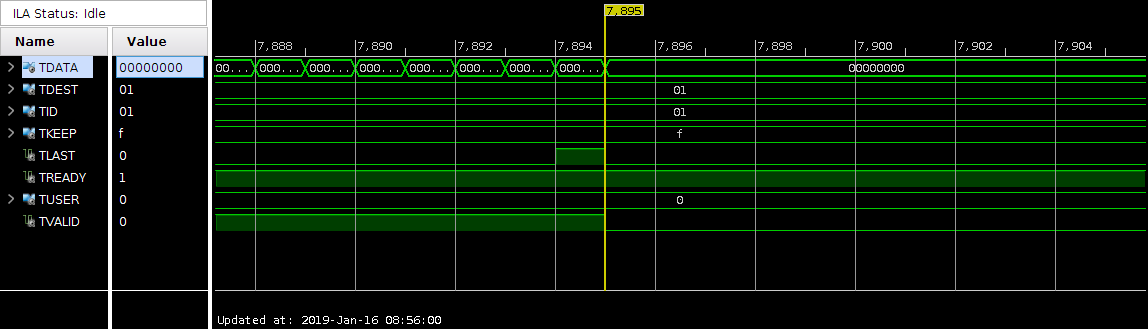 ILA Status: Idle
7,895
Name Value
7,888 7,890 7,892 7,894 7,896 7,898 7,900 7,902 7,904
TDATA 00000000 00... 000... 000... 000... 000... 000... 000... 000... 00000000
TDEST 01 01
TID 01 01
TKEEP f f
TLAST 0
TREADY 1
TUSER 0 0
TVALID 0
Updated at: 2019-Jan-16 08:56:00